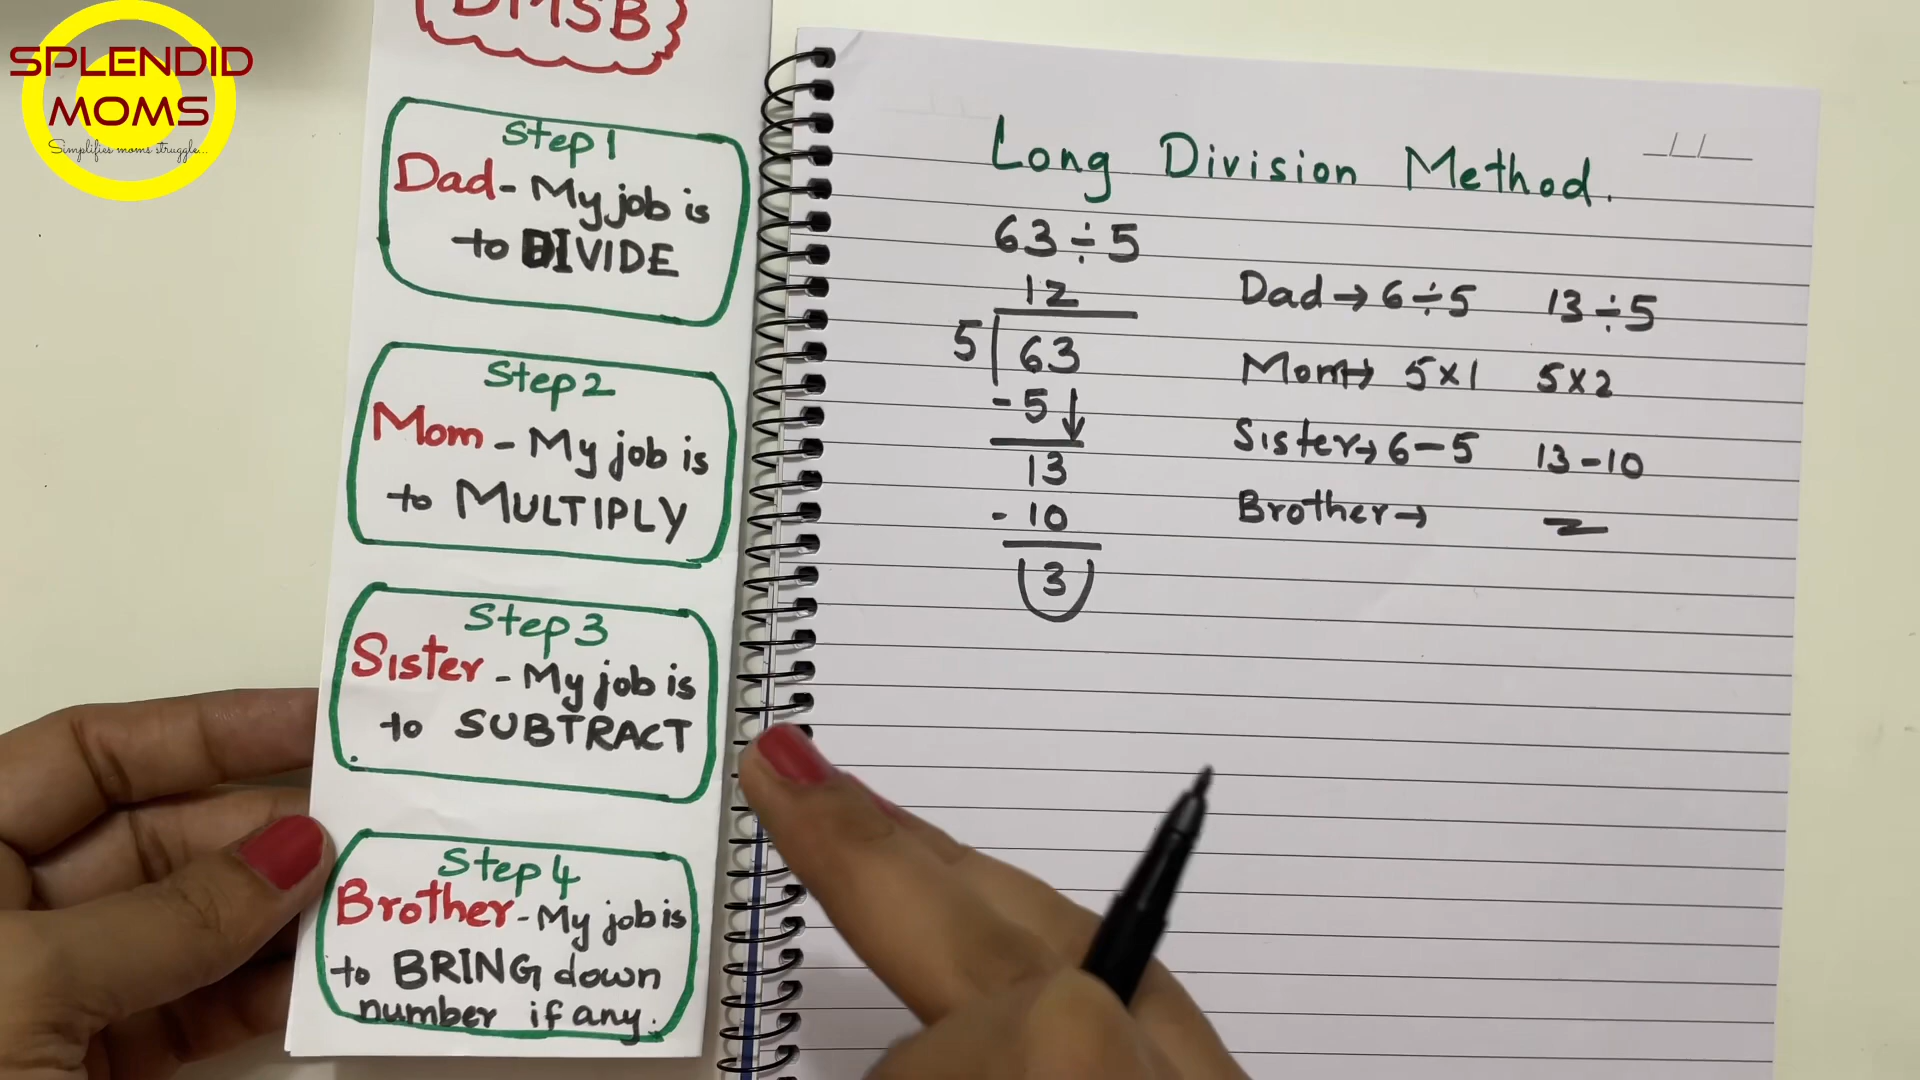 SPLENDID
MOMS
Simplifies moms struggle...
DMSB
Step 1
Dad - My job is
to DIVIDE
Step 2
Mom - My job is
to MULTIPLY
Step 3
Sister - My job is
to SUBTRACT
Step 4
Brother - My job is
to BRING down
number if any.
Long Division Method.
63 ÷ 5
12
5 63
- 5 ↓
13
- 10
3
Dad → 6 ÷ 5 13 ÷ 5
Mom → 5 × 1 5 × 2
Sister → 6 - 5 13 - 10
Brother →